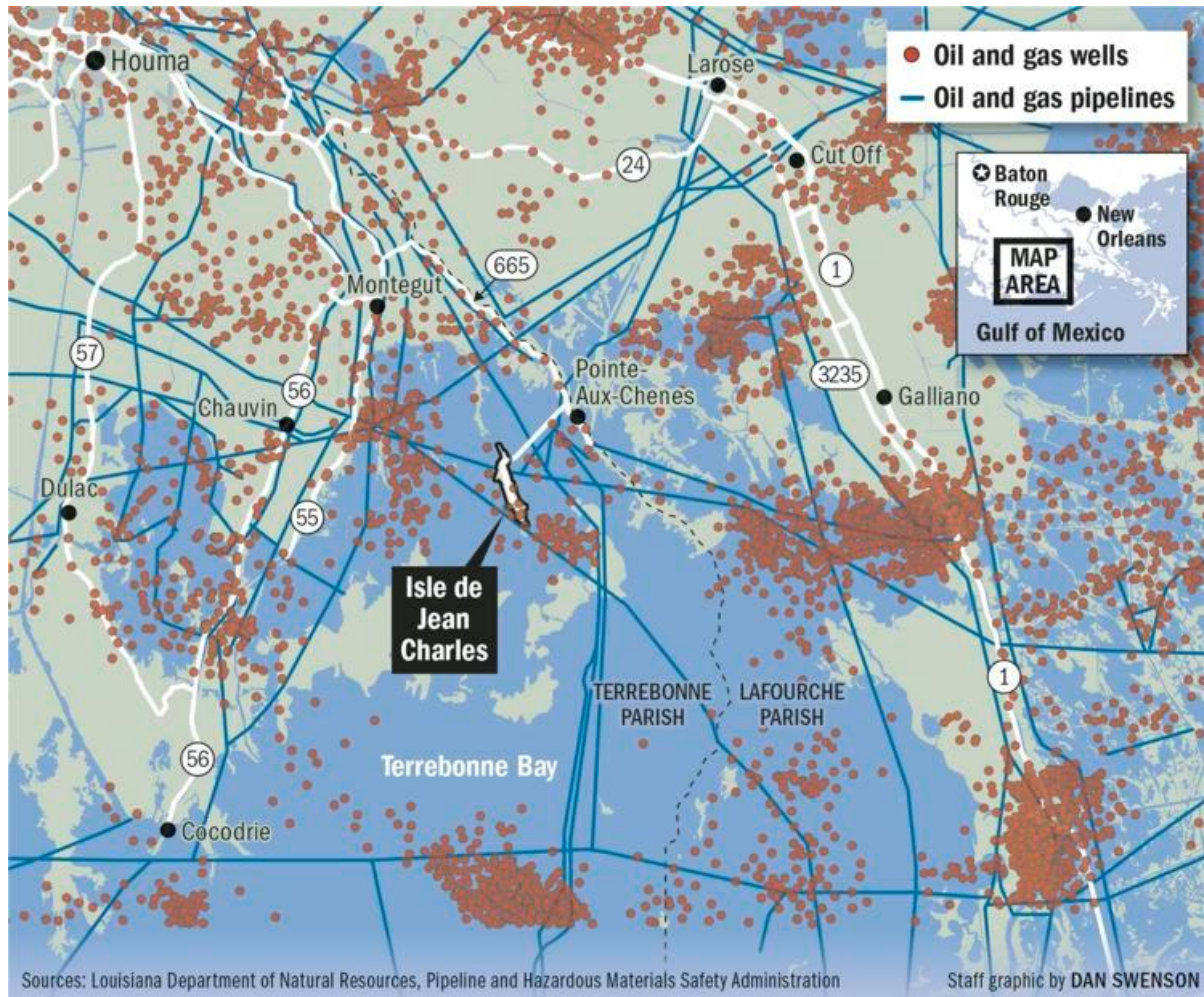 Houma
Larose
Oil and gas wells
Oil and gas pipelines
24
Cut Off
Baton
Rouge
New
Orleans
MAP
AREA
Gulf of Mexico
665
1
Montegut
57
56
3235
Pointe-
Aux-Chenes
Galliano
Chauvin
Dulac
55
Isle de
Jean
Charles
1
TERREBONNE
PARISH
LAFOURCHE
PARISH
56
Terrebonne Bay
Cocodrie
Sources: Louisiana Department of Natural Resources, Pipeline and Hazardous Materials Safety Administration
Staff graphic by DAN SWENSON